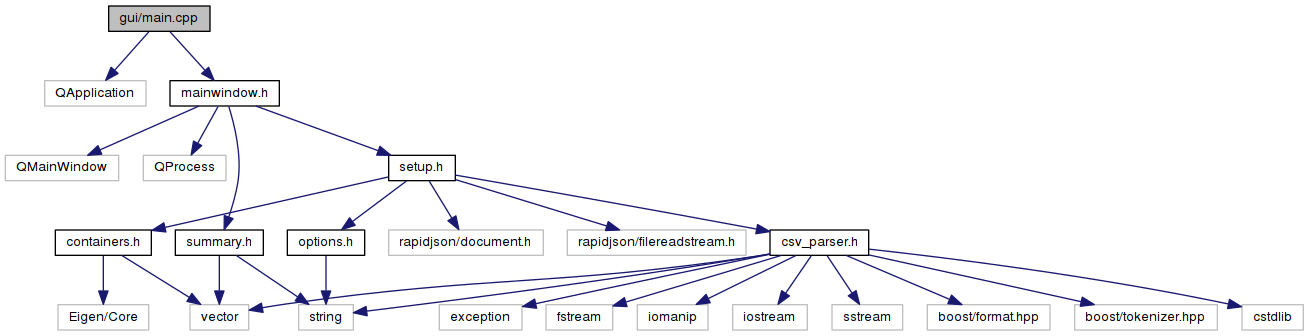 gui/main.cpp
QApplication
mainwindow.h
QMainWindow
QProcess
setup.h
containers.h
summary.h
options.h
rapidjson/document.h
rapidjson/filereadstream.h
csv_parser.h
Eigen/Core
vector
string
exception
fstream
iomanip
iostream
sstream
boost/format.hpp
boost/tokenizer.hpp
cstdlib